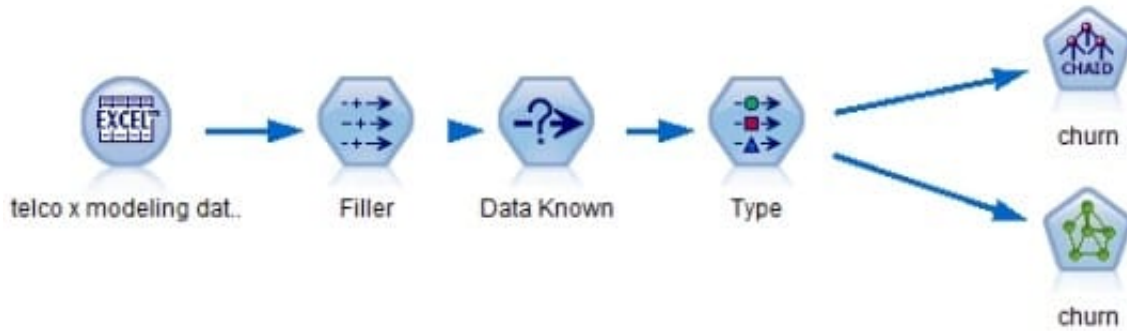 EXCEL
CHAID
churn
telco x modeling dat..
Filler
Data Known
Type
churn